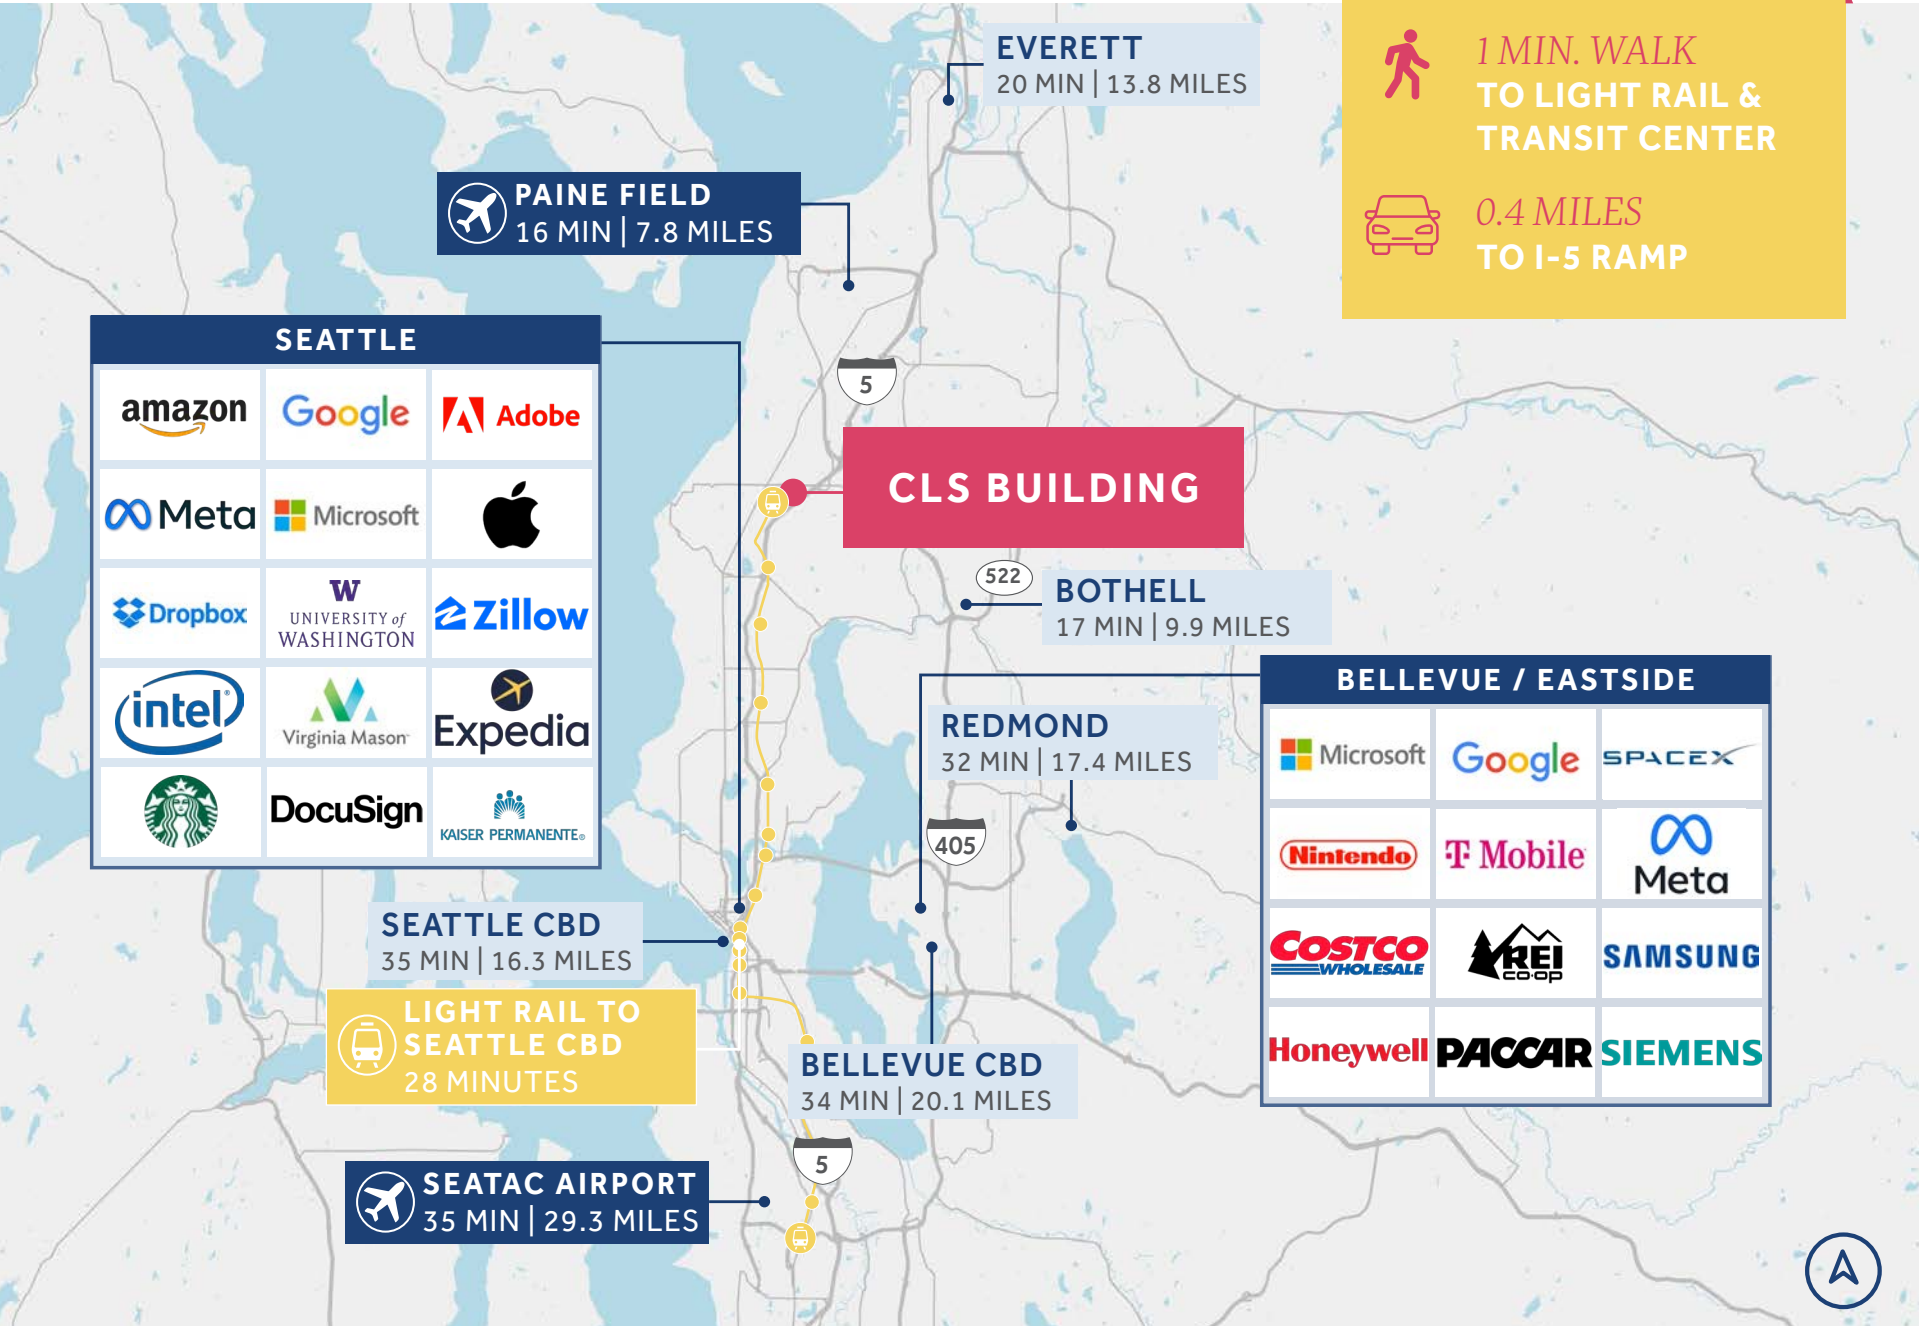 EVERETT
20 MIN | 13.8 MILES
1 MIN. WALK
TO LIGHT RAIL &
TRANSIT CENTER
0.4 MILES
TO I-5 RAMP
PAINE FIELD
16 MIN | 7.8 MILES
SEATTLE
amazon Google Adobe
Meta Microsoft
Dropbox W UNIVERSITY of WASHINGTON Zillow
intel Virginia Mason Expedia
DocuSign KAISER PERMANENTE®
5
CLS BUILDING
522
BOTHELL
17 MIN | 9.9 MILES
REDMOND
32 MIN | 17.4 MILES
405
BELLEVUE / EASTSIDE
Microsoft Google SPACEX
Nintendo T Mobile Meta
COSTCO WHOLESALE REI CO·OP SAMSUNG
Honeywell PACCAR SIEMENS
SEATTLE CBD
35 MIN | 16.3 MILES
LIGHT RAIL TO
SEATTLE CBD
28 MINUTES
BELLEVUE CBD
34 MIN | 20.1 MILES
5
SEATAC AIRPORT
35 MIN | 29.3 MILES